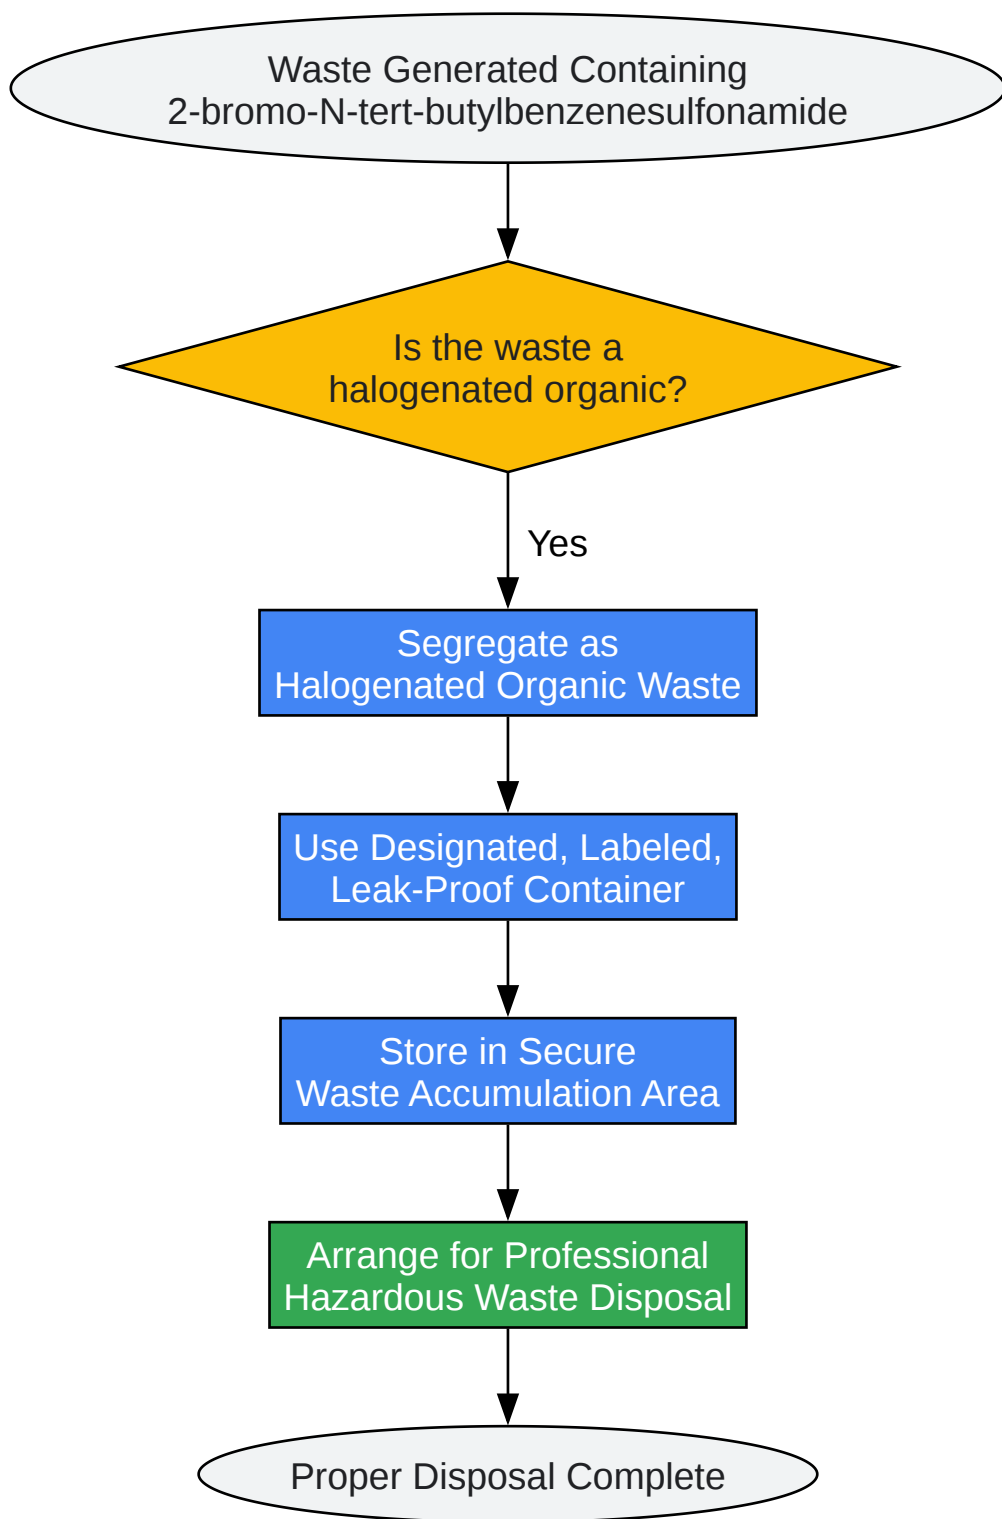 Waste Generated Containing
2-bromo-N-tert-butylbenzenesulfonamide
Is the waste a
halogenated organic?
Yes
Segregate as
Halogenated Organic Waste
Use Designated, Labeled,
Leak-Proof Container
Store in Secure
Waste Accumulation Area
Arrange for Professional
Hazardous Waste Disposal
Proper Disposal Complete